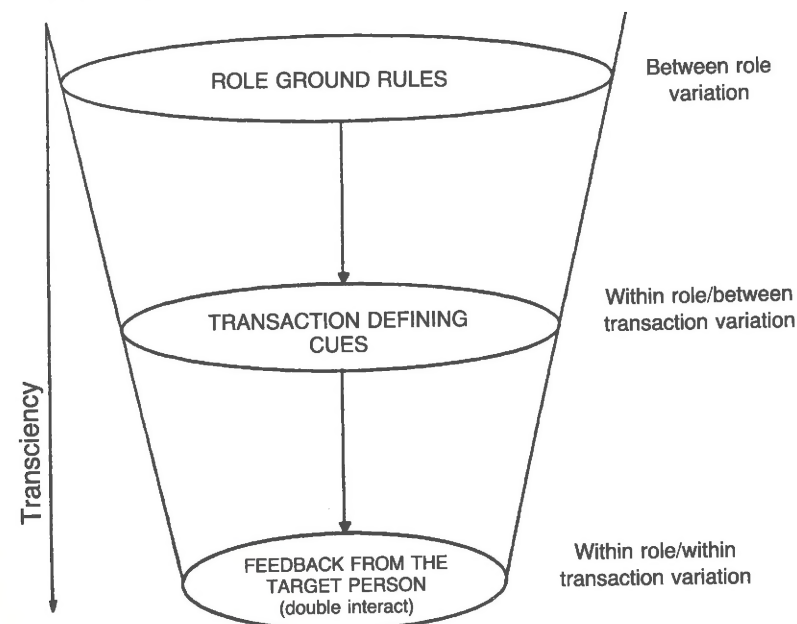 ROLE GROUND RULES
Between role
variation
TRANSACTION DEFINING
CUES
Within role/between
transaction variation
Transciency
FEEDBACK FROM THE
TARGET PERSON
(double interact)
Within role/within
transaction variation